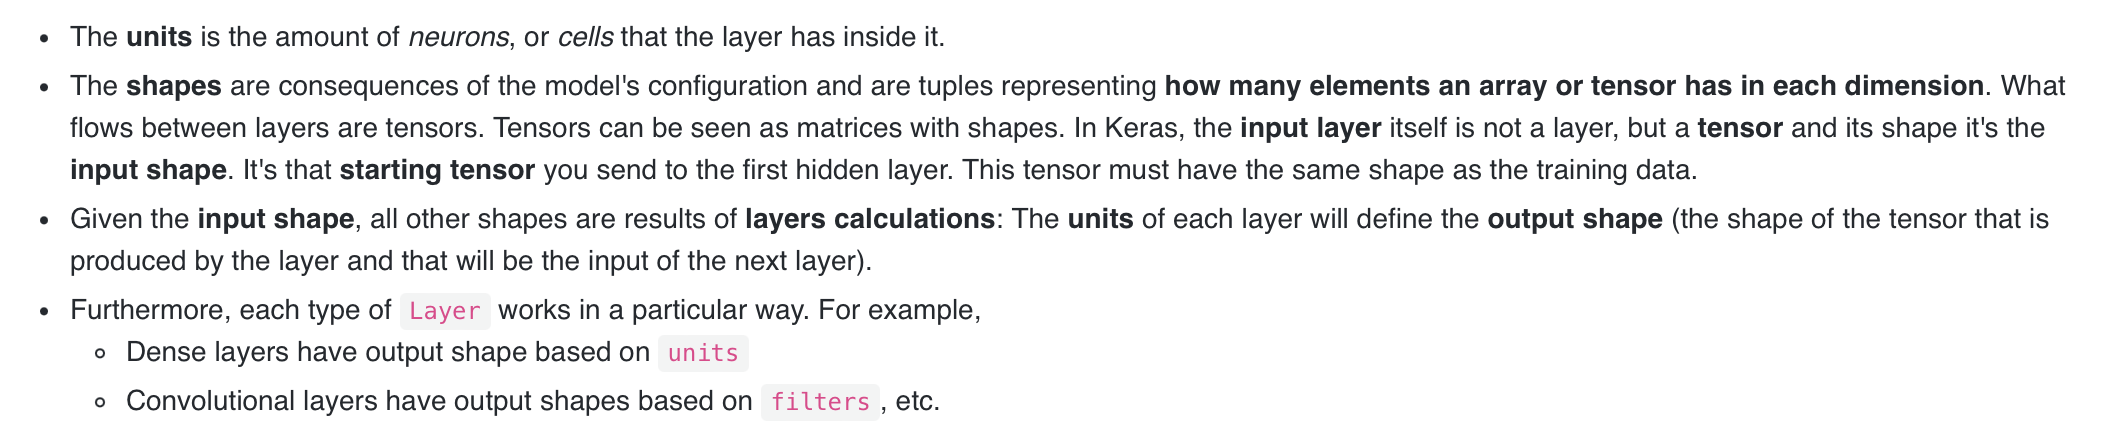 The units is the amount of neurons, or cells that the layer has inside it.
The shapes are consequences of the model's configuration and are tuples representing how many elements an array or tensor has in each dimension. What
flows between layers are tensors. Tensors can be seen as matrices with shapes. In Keras, the input layer itself is not a layer, but a tensor and its shape it's the
input shape. It's that starting tensor you send to the first hidden layer. This tensor must have the same shape as the training data.
Given the input shape, all other shapes are results of layers calculations: The units of each layer will define the output shape (the shape of the tensor that is
produced by the layer and that will be the input of the next layer).
Furthermore, each type of Layer works in a particular way. For example,
Dense layers have output shape based on units
Convolutional layers have output shapes based on filters, etc.